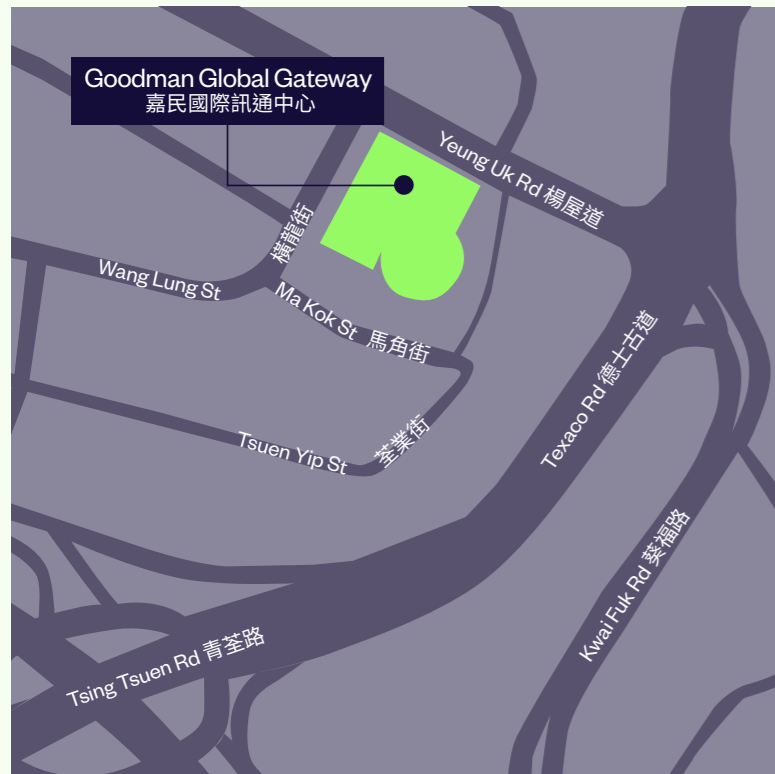 Goodman Global Gateway
嘉民國際訊通中心
Yeung Uk Rd 楊屋道
橫龍街
Wang Lung St
Ma Kok St 馬角街
Texaco Rd 德士古道
Tsuen Yip St
荃業街
Kwai Fuk Rd 葵福路
Tsing Tsuen Rd 青荃路